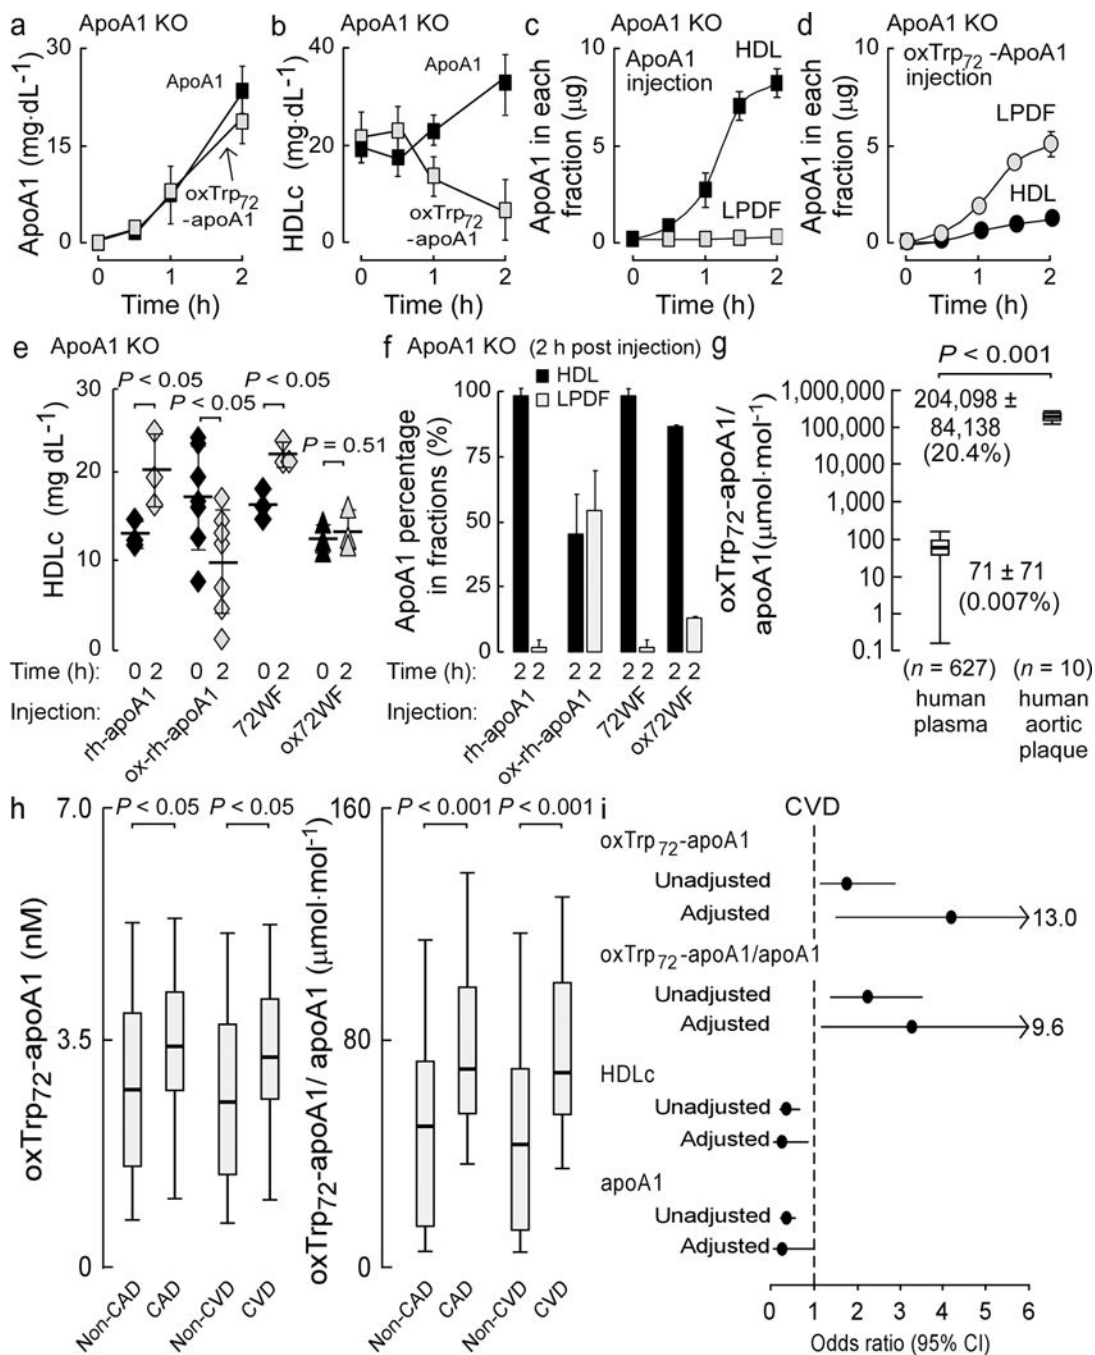 a
ApoA1 KO
ApoA1 (mg·dL⁻¹)
30
15
0
ApoA1
oxTrp₇₂
-apoA1
0 1 2
Time (h)
b
ApoA1 KO
HDLc (mg·dL⁻¹)
40
20
0
ApoA1
oxTrp₇₂
-apoA1
0 1 2
Time (h)
c
ApoA1 KO
ApoA1 in each
fraction (μg)
10
5
0
ApoA1
injection
HDL
LPDF
0 1 2
Time (h)
d
ApoA1 KO
ApoA1 in each
fraction (μg)
10
5
0
oxTrp₇₂ -ApoA1
injection
LPDF
HDL
0 1 2
Time (h)
e
ApoA1 KO
HDLc (mg dL⁻¹)
30
20
10
0
P < 0.05
P < 0.05
P < 0.05
P = 0.51
Time (h): 0 2 0 2 0 2 0 2
Injection:
rh-apoA1
ox-rh-apoA1
72WF
ox72WF
f
ApoA1 KO (2 h post injection)
HDL
LPDF
ApoA1 percentage
in fractions (%)
100
75
50
25
0
Time (h): 2 2 2 2 2 2 2 2
Injection:
rh-apoA1
ox-rh-apoA1
72WF
ox72WF
g
P < 0.001
oxTrp₇₂-apoA1/
apoA1(μmol·mol⁻¹)
1,000,000
100,000
10,000
1,000
100
10
1
0.1
204,098 ±
84,138
(20.4%)
71 ± 71
(0.007%)
(n = 627)
human
plasma
(n = 10)
human
aortic
plaque
h
oxTrp₇₂-apoA1 (nM)
7.0
3.5
0
P < 0.05
P < 0.05
Non-CAD
CAD
Non-CVD
CVD
oxTrp₇₂-apoA1/ apoA1 (μmol·mol⁻¹)
160
80
0
P < 0.001
P < 0.001
Non-CAD
CAD
Non-CVD
CVD
i
CVD
oxTrp₇₂-apoA1
Unadjusted
Adjusted
13.0
oxTrp₇₂-apoA1/apoA1
Unadjusted
Adjusted
9.6
HDLc
Unadjusted
Adjusted
apoA1
Unadjusted
Adjusted
0 1 2 3 4 5 6
Odds ratio (95% CI)